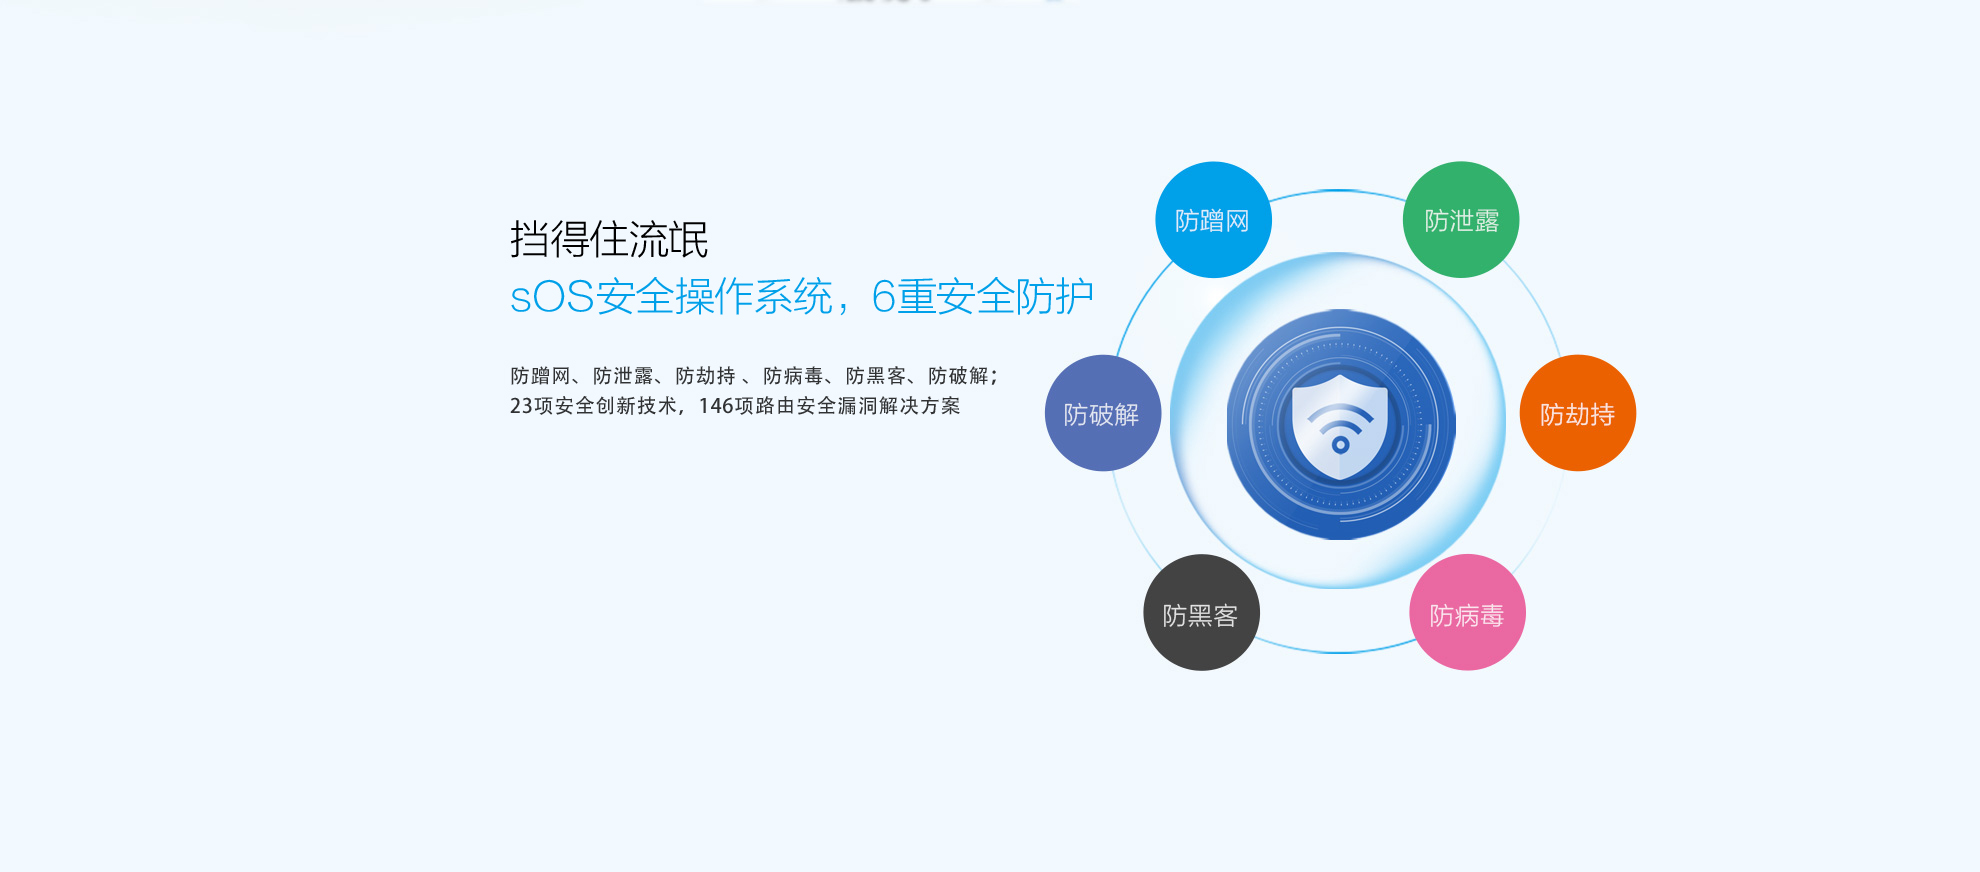 挡得住流氓
sOS安全操作系统，6重安全防护
防蹭网、防泄露、防劫持 、防病毒、防黑客、防破解；
23项安全创新技术，146项路由安全漏洞解决方案
防蹭网
防泄露
防破解
防劫持
防黑客
防病毒